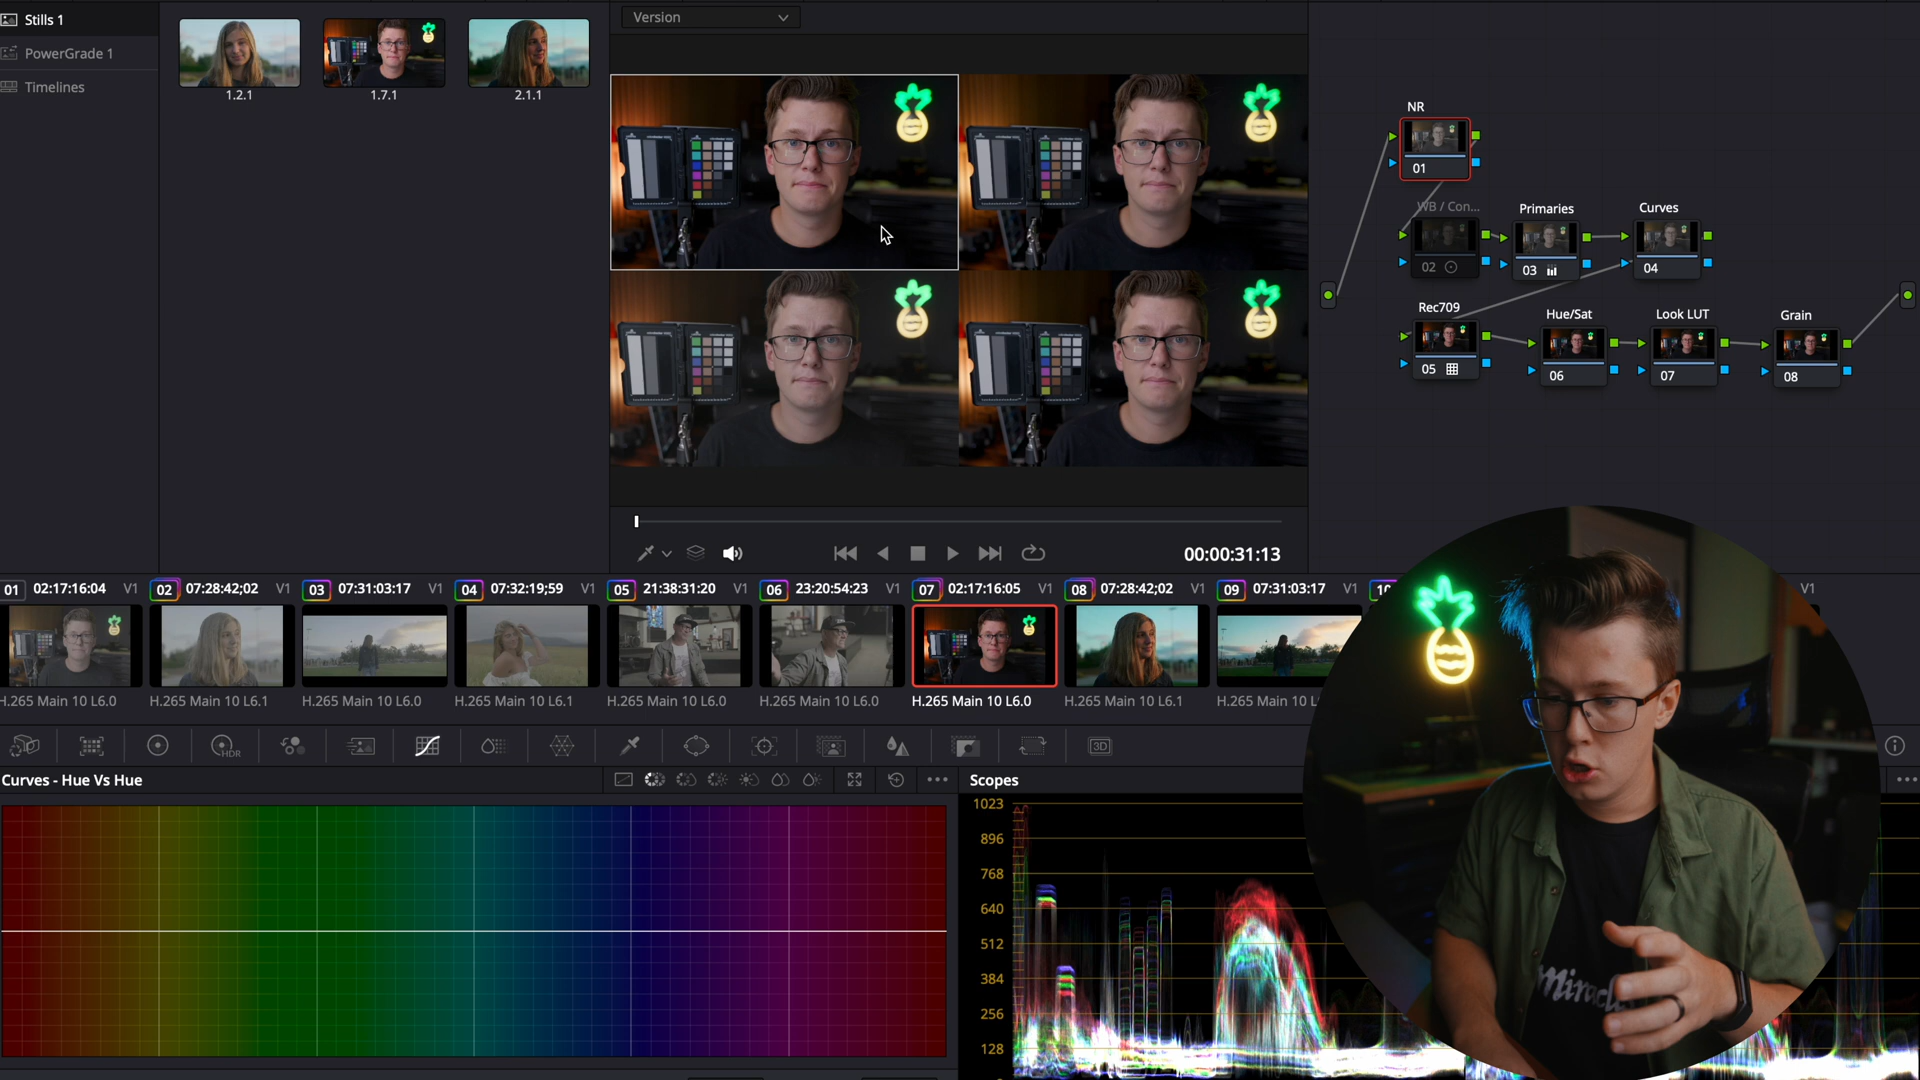 Stills 1
PowerGrade 1
Timelines
1.2.1
1.7.1
2.1.1
Version
NR
01
WB / Con...
02
Primaries
03
Curves
04
Rec709
05
Hue/Sat
06
Look LUT
07
Grain
08
00:00:31:13
01 02:17:16:04 V1
02 07:28:42;02 V1
03 07:31:03:17 V1
04 07:32:19;59 V1
05 21:38:31:20 V1
06 23:20:54:23 V1
07 02:17:16:05 V1
08 07:28:42;02 V1
09 07:31:03:17 V1
10
V1
H.265 Main 10 L6.0
H.265 Main 10 L6.1
H.265 Main 10 L6.0
H.265 Main 10 L6.1
H.265 Main 10 L6.0
H.265 Main 10 L6.0
H.265 Main 10 L6.0
H.265 Main 10 L6.1
H.265 Main 10 L
HDR
3D
Curves - Hue Vs Hue
Scopes
1023
896
768
640
512
384
256
128